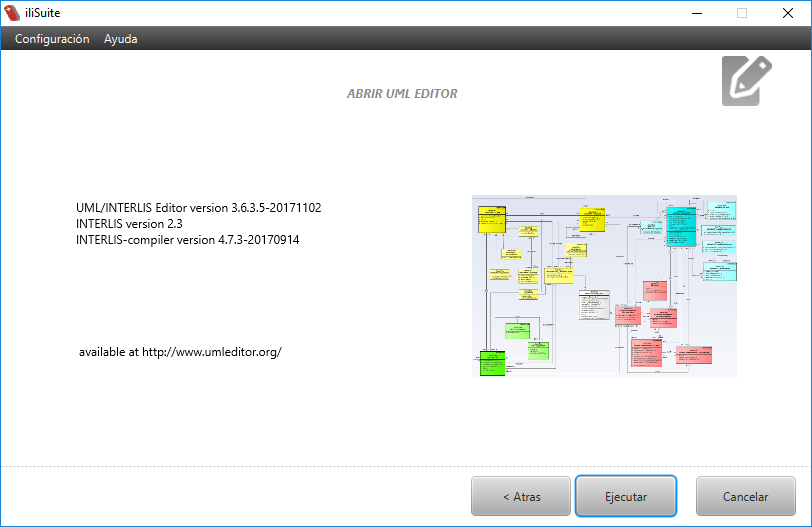 iliSuite
Configuración Ayuda
ABRIR UML EDITOR
UML/INTERLIS Editor version 3.6.3.5-20171102
INTERLIS version 2.3
INTERLIS-compiler version 4.7.3-20170914
available at http://www.umleditor.org/
< Atras Ejecutar Cancelar